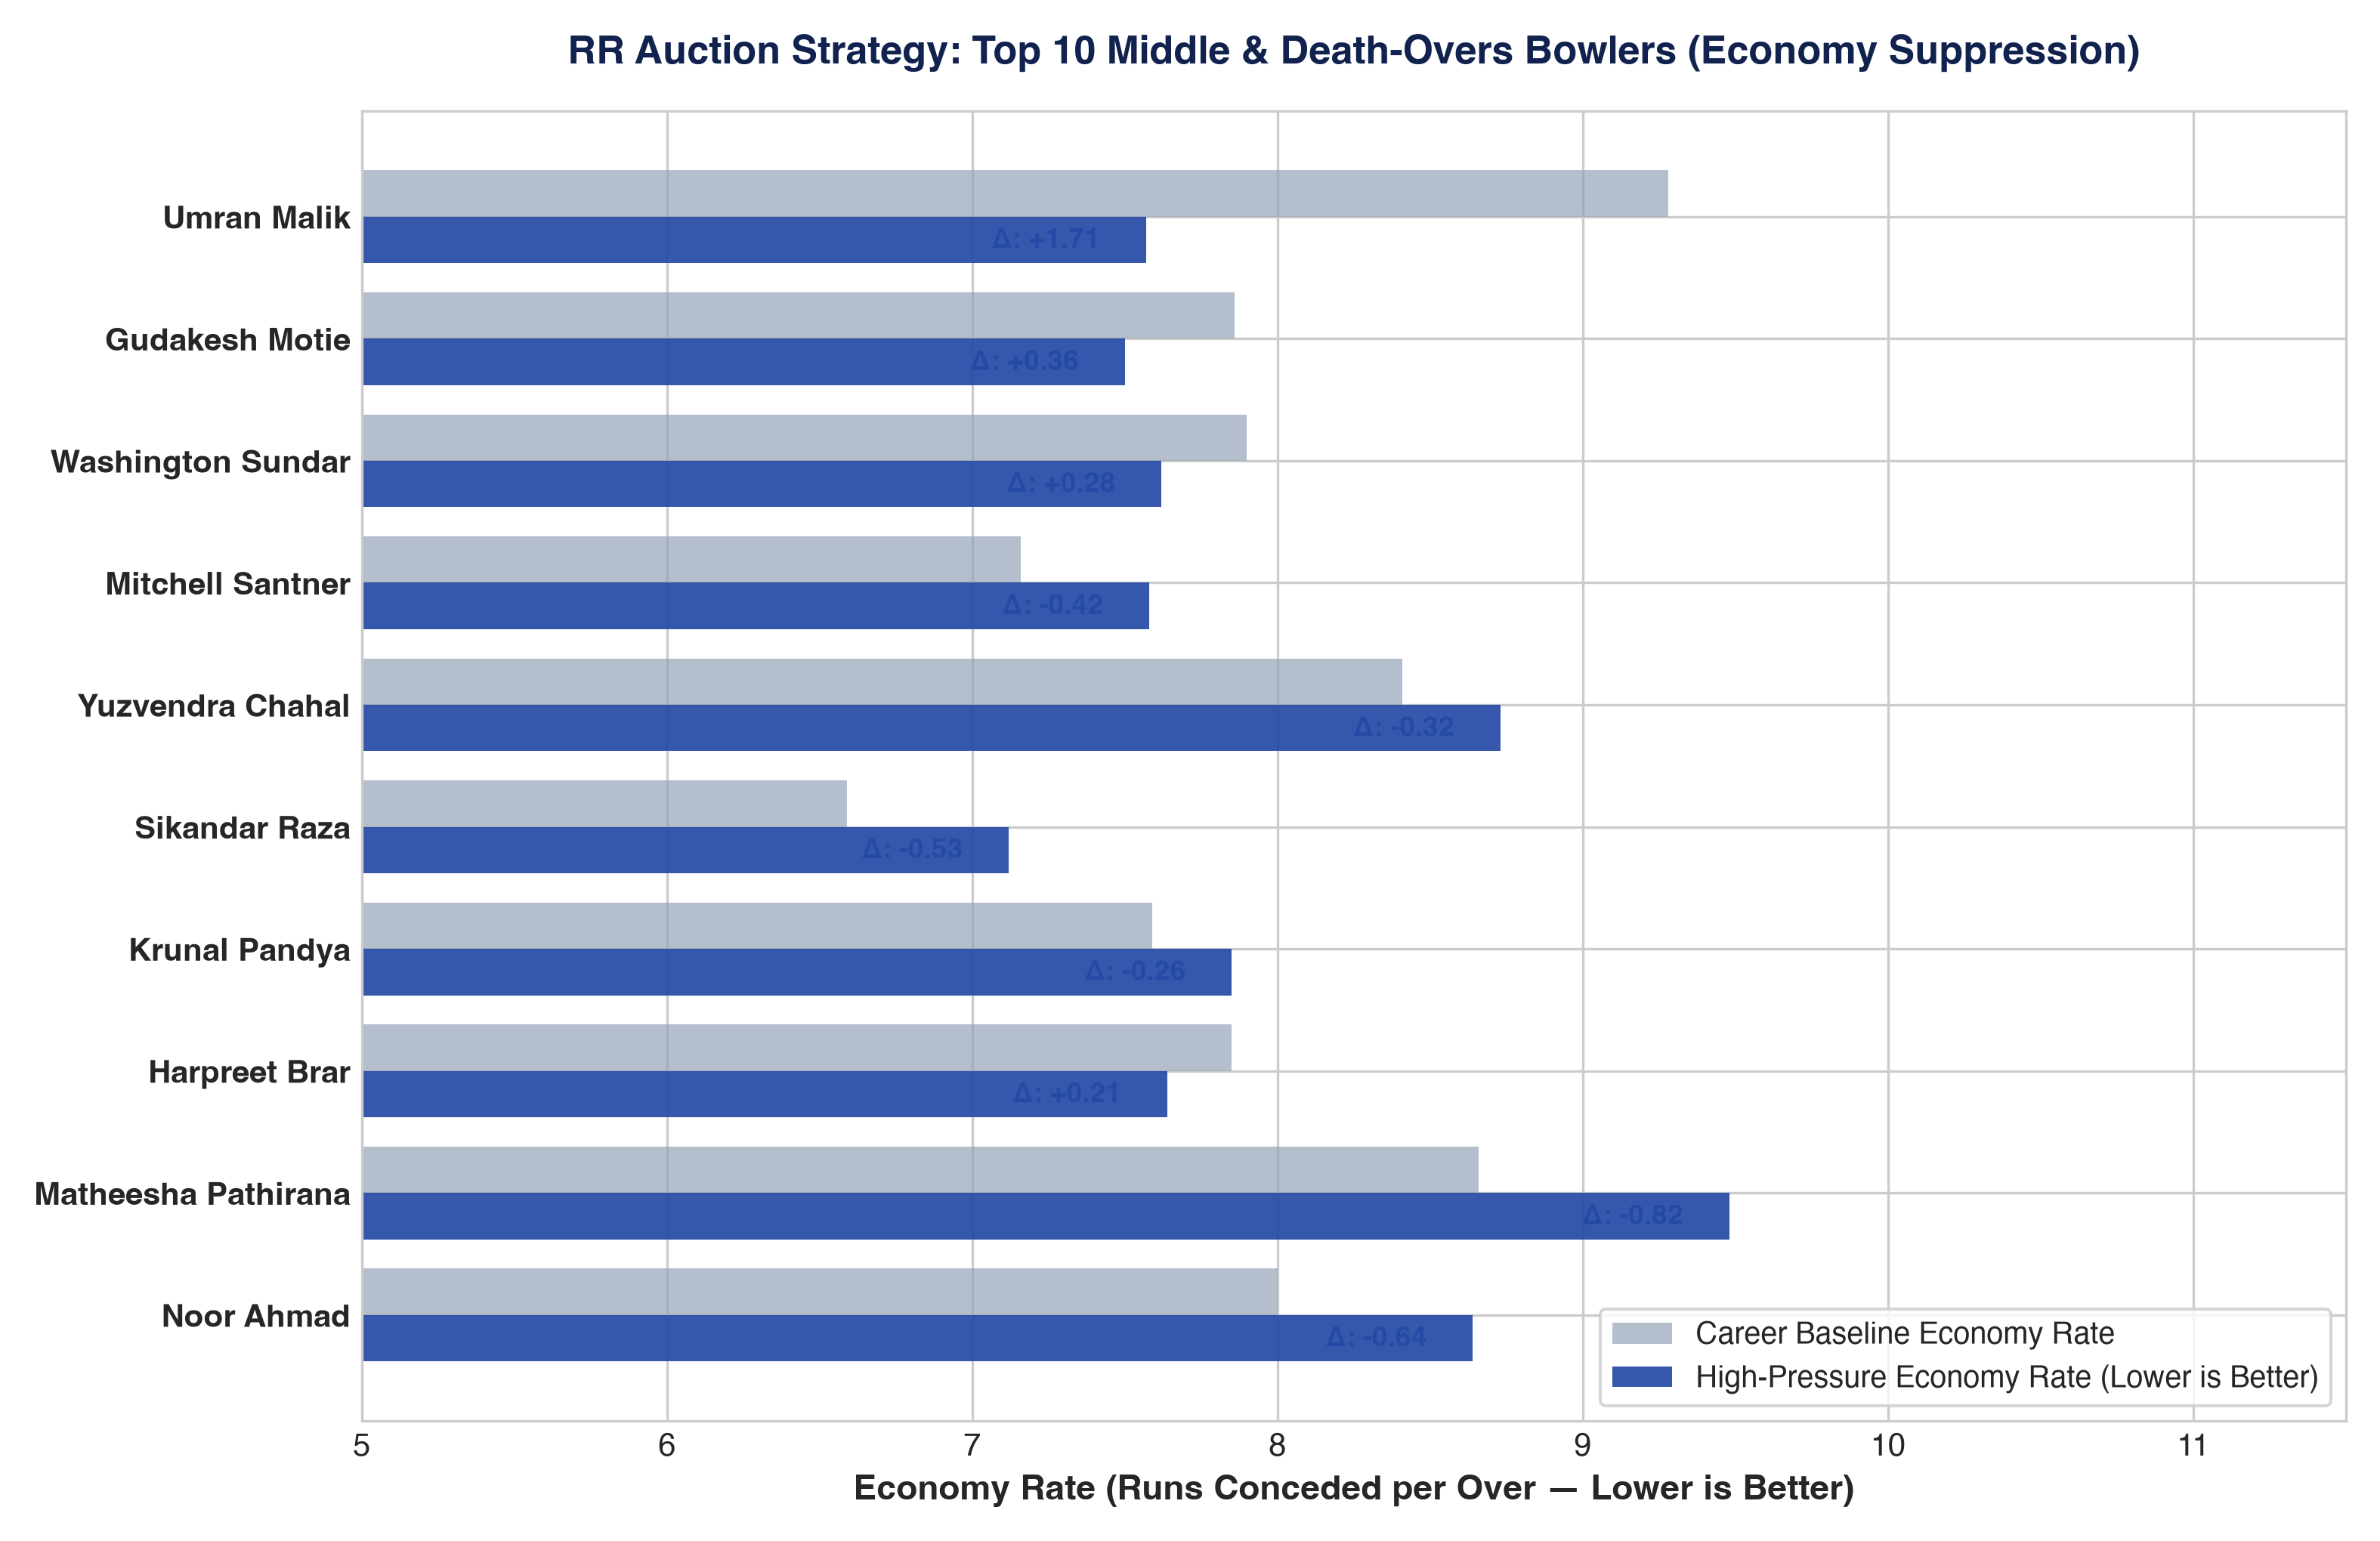 RR Auction Strategy: Top 10 Middle & Death-Overs Bowlers (Economy Suppression)
Umran Malik
Δ: +1.71
Gudakesh Motie
Δ: +0.36
Washington Sundar
Δ: +0.28
Mitchell Santner
Δ: -0.42
Yuzvendra Chahal
Δ: -0.32
Sikandar Raza
Δ: -0.53
Krunal Pandya
Δ: -0.26
Harpreet Brar
Δ: +0.21
Matheesha Pathirana
Δ: -0.82
Noor Ahmad
Δ: -0.64
Career Baseline Economy Rate
High-Pressure Economy Rate (Lower is Better)
5 6 7 8 9 10 11
Economy Rate (Runs Conceded per Over — Lower is Better)